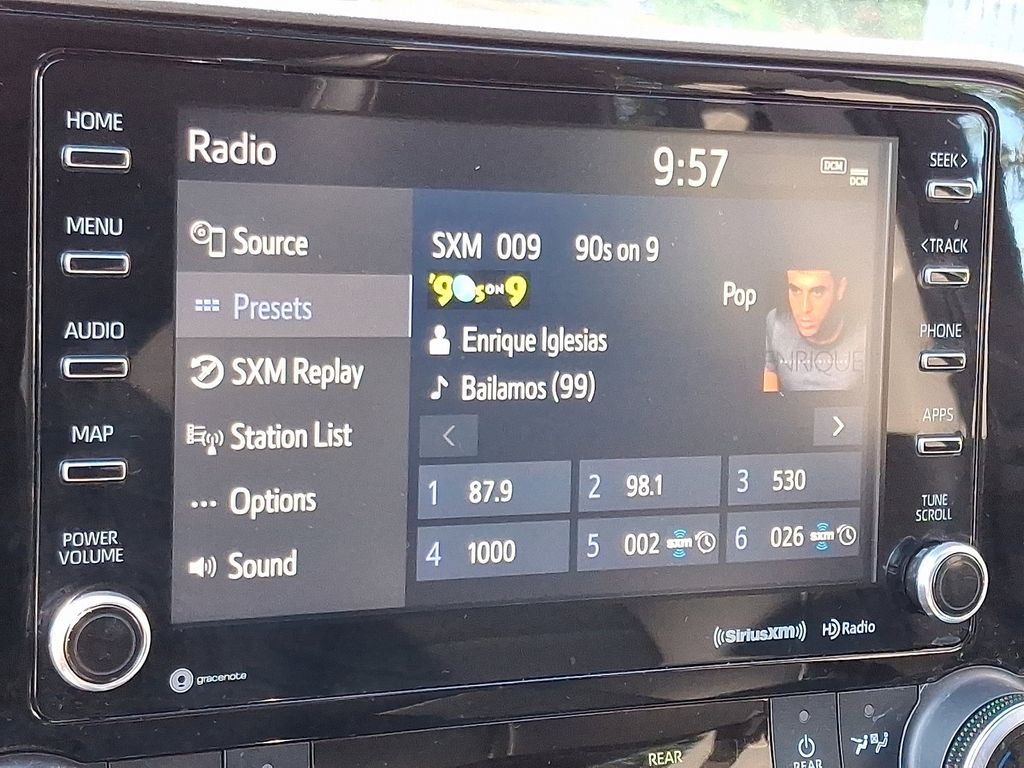 HOME
MENU
AUDIO
MAP
POWER
VOLUME
Radio
9:57
DCM
DCM
Source
Presets
SXM Replay
Station List
Options
Sound
SXM 009 90s on 9
'90s ON 9
Pop
Enrique Iglesias
Bailamos (99)
ENRIQUE
<
>
1 87.9
2 98.1
3 530
4 1000
5 002 sxm
6 026 sxm
SEEK>
<TRACK
PHONE
APPS
TUNE
SCROLL
gracenote
((SiriusXM))
HD Radio
REAR
REAR